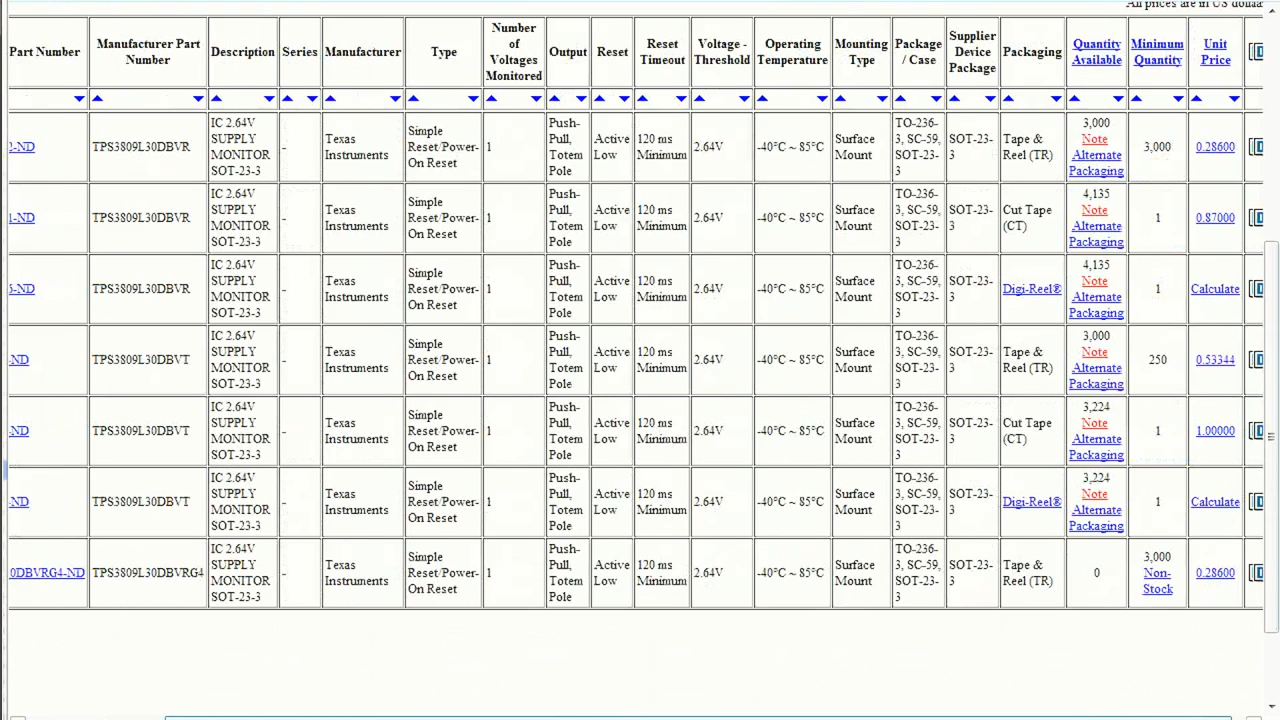 All prices are in US dollars
Part Number
Manufacturer Part
Number
Description
Series
Manufacturer
Type
Number
of
Voltages
Monitored
Output
Reset
Reset
Timeout
Voltage -
Threshold
Operating
Temperature
Mounting
Type
Package
/ Case
Supplier
Device
Package
Packaging
Quantity
Available
Minimum
Quantity
Unit
Price
2-ND
TPS3809L30DBVR
IC 2.64V
SUPPLY
MONITOR
SOT-23-3
-
Texas
Instruments
Simple
Reset/Power-
On Reset
1
Push-
Pull,
Totem
Pole
Active
Low
120 ms
Minimum
2.64V
-40°C ~ 85°C
Surface
Mount
TO-236-
3, SC-59,
SOT-23-
3
SOT-23-
3
Tape &
Reel (TR)
3,000
Note
Alternate
Packaging
3,000
0.28600
1-ND
TPS3809L30DBVR
IC 2.64V
SUPPLY
MONITOR
SOT-23-3
-
Texas
Instruments
Simple
Reset/Power-
On Reset
1
Push-
Pull,
Totem
Pole
Active
Low
120 ms
Minimum
2.64V
-40°C ~ 85°C
Surface
Mount
TO-236-
3, SC-59,
SOT-23-
3
SOT-23-
3
Cut Tape
(CT)
4,135
Note
Alternate
Packaging
1
0.87000
6-ND
TPS3809L30DBVR
IC 2.64V
SUPPLY
MONITOR
SOT-23-3
-
Texas
Instruments
Simple
Reset/Power-
On Reset
1
Push-
Pull,
Totem
Pole
Active
Low
120 ms
Minimum
2.64V
-40°C ~ 85°C
Surface
Mount
TO-236-
3, SC-59,
SOT-23-
3
SOT-23-
3
Digi-Reel®
4,135
Note
Alternate
Packaging
1
Calculate
-ND
TPS3809L30DBVT
IC 2.64V
SUPPLY
MONITOR
SOT-23-3
-
Texas
Instruments
Simple
Reset/Power-
On Reset
1
Push-
Pull,
Totem
Pole
Active
Low
120 ms
Minimum
2.64V
-40°C ~ 85°C
Surface
Mount
TO-236-
3, SC-59,
SOT-23-
3
SOT-23-
3
Tape &
Reel (TR)
3,000
Note
Alternate
Packaging
250
0.53344
-ND
TPS3809L30DBVT
IC 2.64V
SUPPLY
MONITOR
SOT-23-3
-
Texas
Instruments
Simple
Reset/Power-
On Reset
1
Push-
Pull,
Totem
Pole
Active
Low
120 ms
Minimum
2.64V
-40°C ~ 85°C
Surface
Mount
TO-236-
3, SC-59,
SOT-23-
3
SOT-23-
3
Cut Tape
(CT)
3,224
Note
Alternate
Packaging
1
1.00000
-ND
TPS3809L30DBVT
IC 2.64V
SUPPLY
MONITOR
SOT-23-3
-
Texas
Instruments
Simple
Reset/Power-
On Reset
1
Push-
Pull,
Totem
Pole
Active
Low
120 ms
Minimum
2.64V
-40°C ~ 85°C
Surface
Mount
TO-236-
3, SC-59,
SOT-23-
3
SOT-23-
3
Digi-Reel®
3,224
Note
Alternate
Packaging
1
Calculate
0DBVRG4-ND
TPS3809L30DBVRG4
IC 2.64V
SUPPLY
MONITOR
SOT-23-3
-
Texas
Instruments
Simple
Reset/Power-
On Reset
1
Push-
Pull,
Totem
Pole
Active
Low
120 ms
Minimum
2.64V
-40°C ~ 85°C
Surface
Mount
TO-236-
3, SC-59,
SOT-23-
3
SOT-23-
3
Tape &
Reel (TR)
0
3,000
Non-
Stock
0.28600